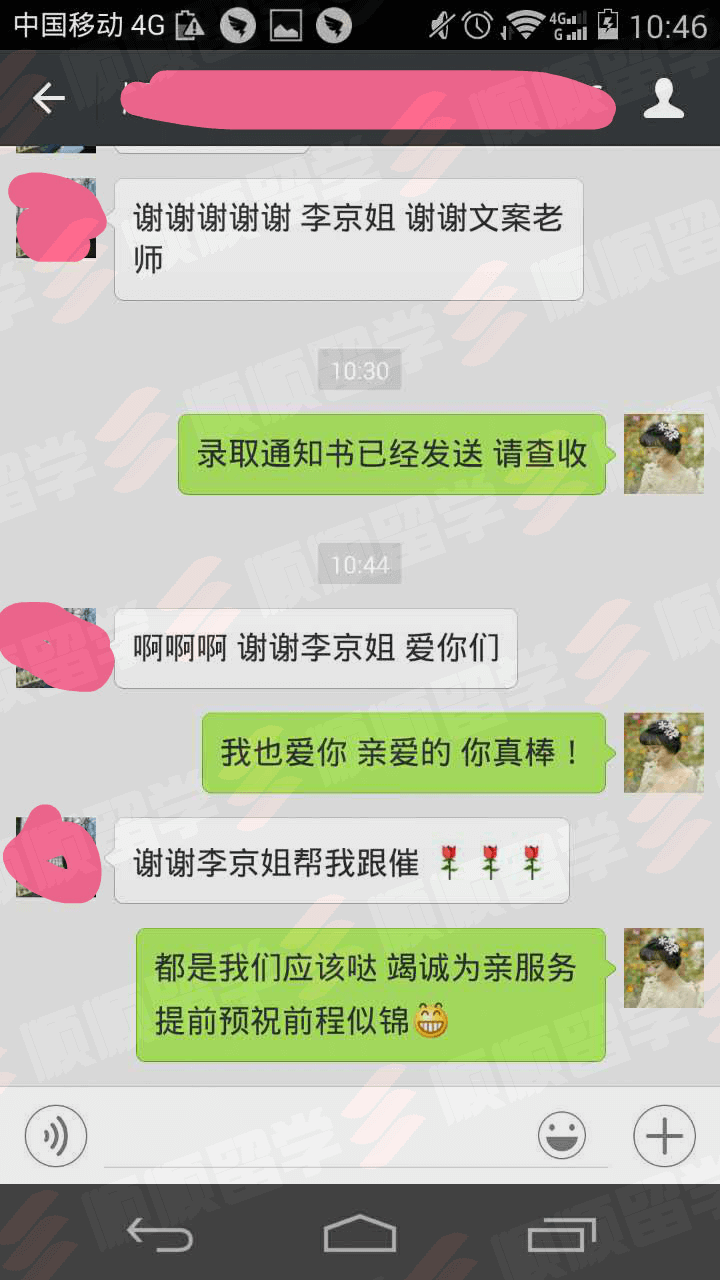 中国移动 4G
4G
G
10:46
谢谢谢谢谢 李京姐 谢谢文案老
师
10:30
录取通知书已经发送 请查收
10:44
啊啊啊 谢谢李京姐 爱你们
我也爱你 亲爱的 你真棒！
谢谢李京姐帮我跟催
都是我们应该哒 竭诚为亲服务
提前预祝前程似锦
顺顺留学